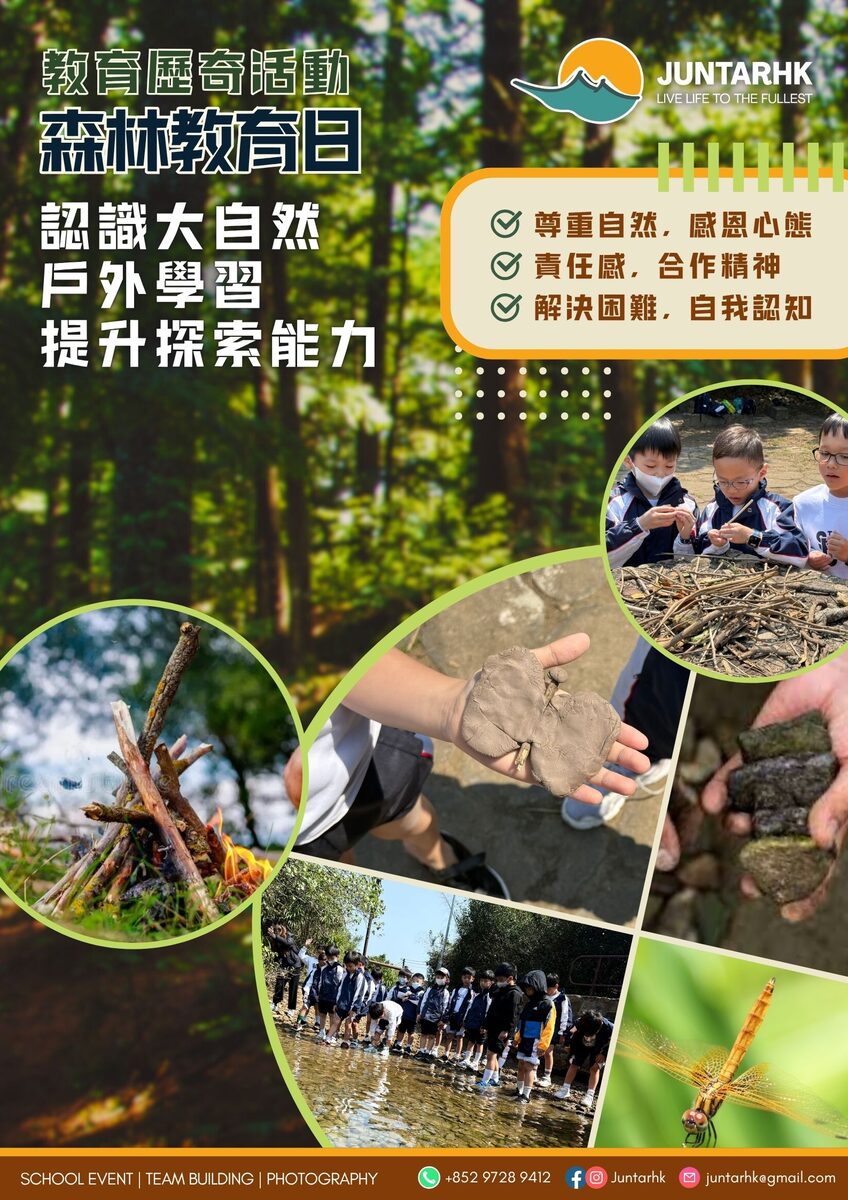 教育歷奇活動
森林教育日
認識大自然
戶外學習
提升探索能力
JUNTARHK
LIVE LIFE TO THE FULLEST
尊重自然, 感恩心態
責任感, 合作精神
解決困難, 自我認知
SCHOOL EVENT | TEAM BUILDING | PHOTOGRAPHY
+852 9728 9412
Juntarhk
juntarhk@gmail.com